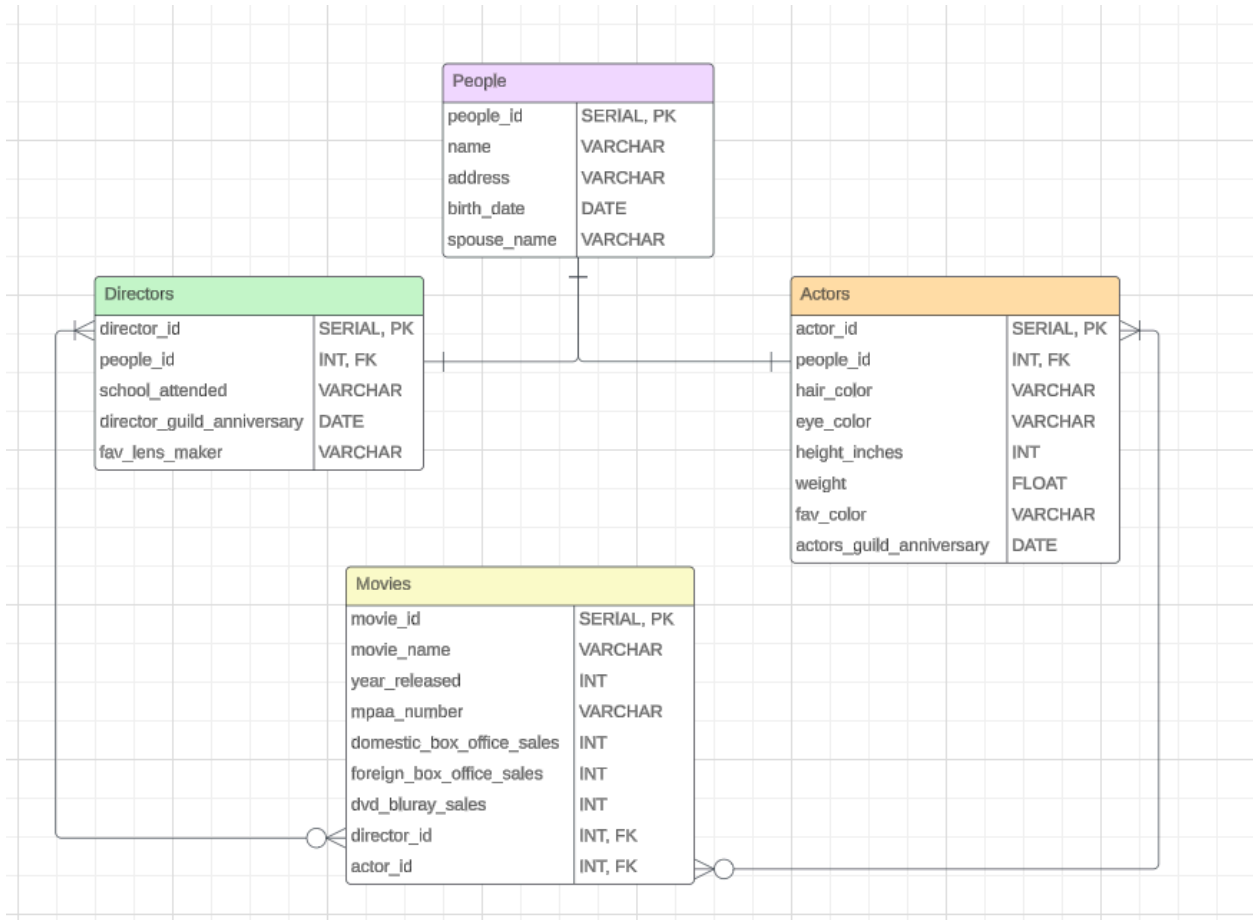 People
people_id SERIAL, PK
name VARCHAR
address VARCHAR
birth_date DATE
spouse_name VARCHAR
Directors
director_id SERIAL, PK
people_id INT, FK
school_attended VARCHAR
director_guild_anniversary DATE
fav_lens_maker VARCHAR
Actors
actor_id SERIAL, PK
people_id INT, FK
hair_color VARCHAR
eye_color VARCHAR
height_inches INT
weight FLOAT
fav_color VARCHAR
actors_guild_anniversary DATE
Movies
movie_id SERIAL, PK
movie_name VARCHAR
year_released INT
mpaa_number VARCHAR
domestic_box_office_sales INT
foreign_box_office_sales INT
dvd_bluray_sales INT
director_id INT, FK
actor_id INT, FK